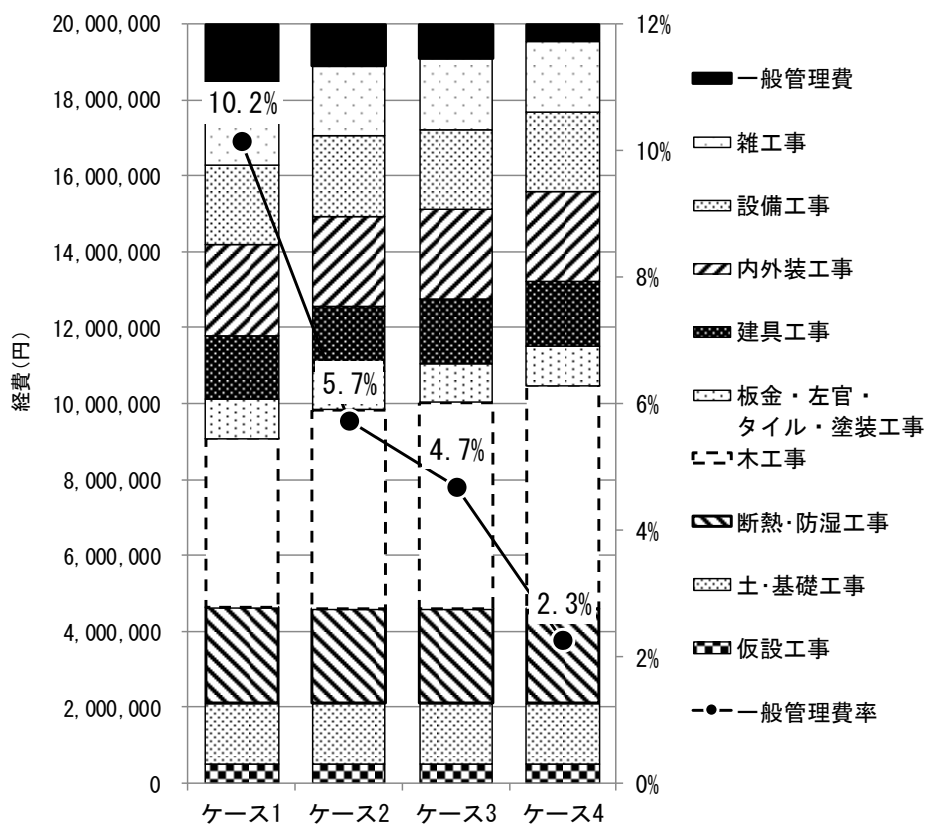 20,000,000
18,000,000
16,000,000
14,000,000
12,000,000
10,000,000
8,000,000
6,000,000
4,000,000
2,000,000
0
経費(円)
12%
10%
8%
6%
4%
2%
0%
10.2%
5.7%
4.7%
2.3%
ケース1 ケース2 ケース3 ケース4
一般管理費
雑工事
設備工事
内外装工事
建具工事
板金・左官・
タイル・塗装工事
木工事
断熱・防湿工事
土・基礎工事
仮設工事
一般管理費率